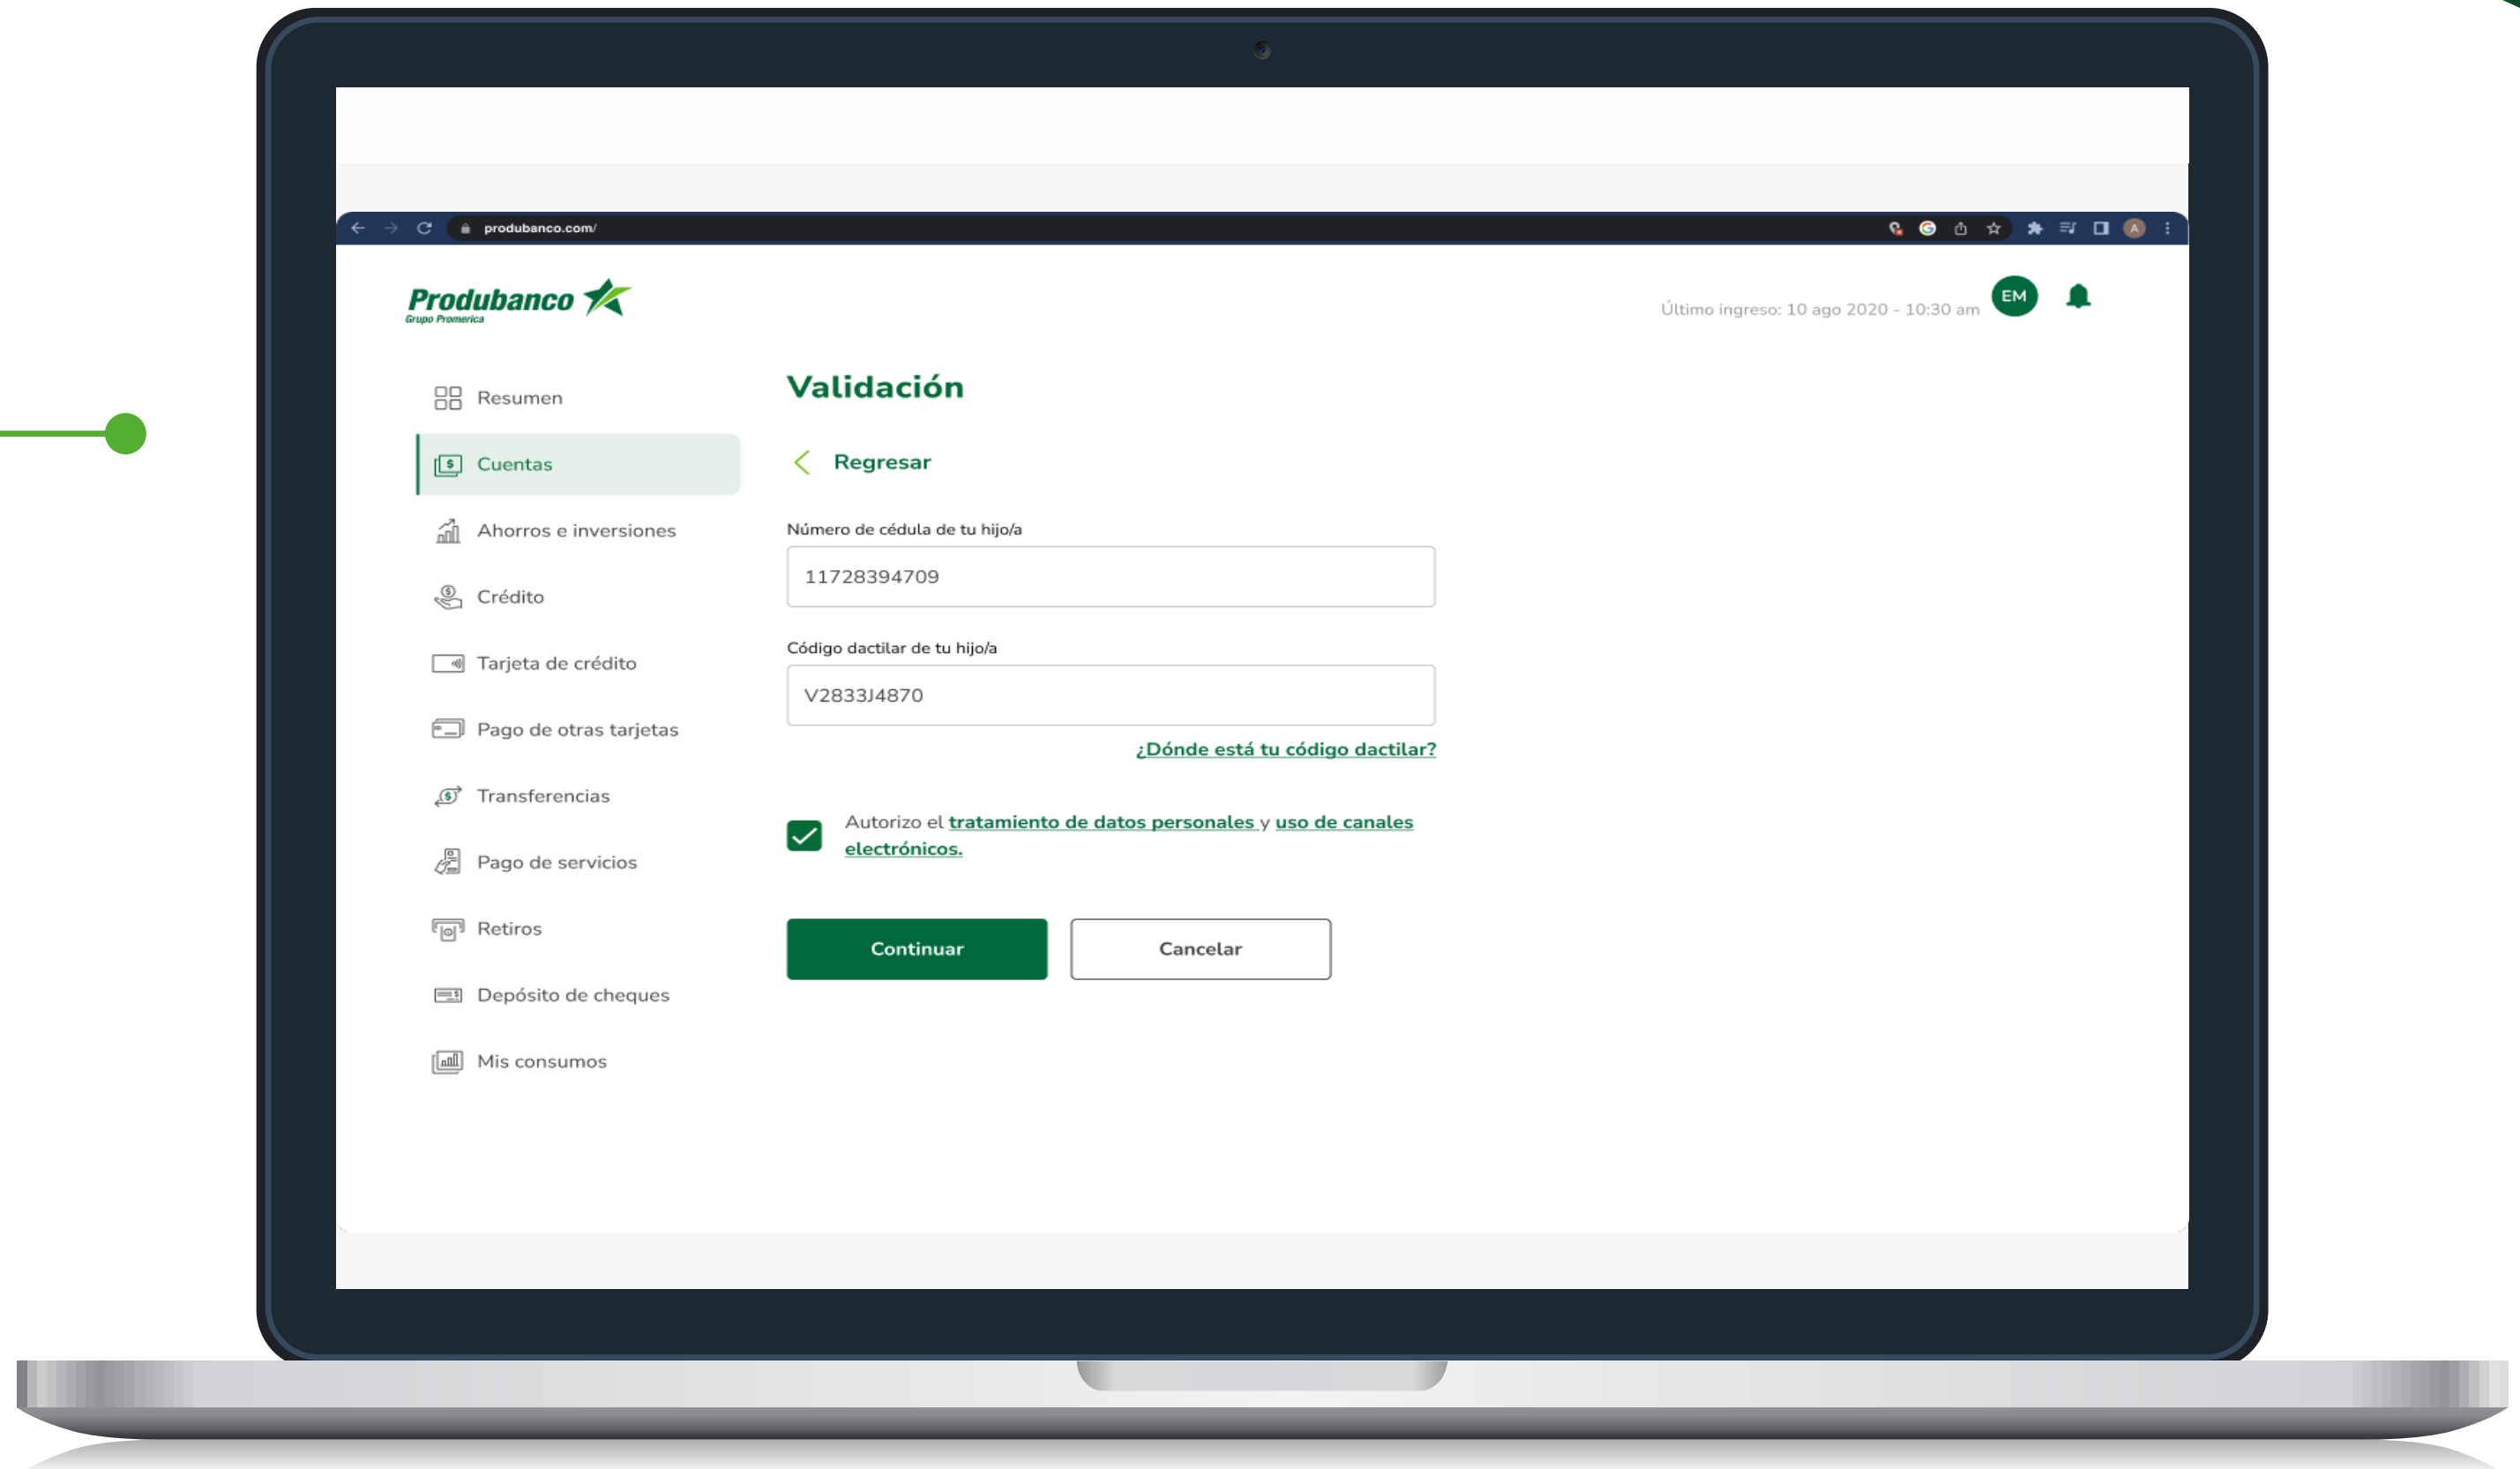 produbanco.com/
A
Produbanco
Grupo Promerica
Último ingreso: 10 ago 2020 - 10:30 am
EM
Resumen
Cuentas
Ahorros e inversiones
Crédito
Tarjeta de crédito
Pago de otras tarjetas
Transferencias
Pago de servicios
Retiros
Depósito de cheques
Mis consumos
Validación
Regresar
Número de cédula de tu hijo/a
11728394709
Código dactilar de tu hijo/a
V2833J4870
¿Dónde está tu código dactilar?
Autorizo el tratamiento de datos personales y uso de canales
electrónicos.
Continuar
Cancelar